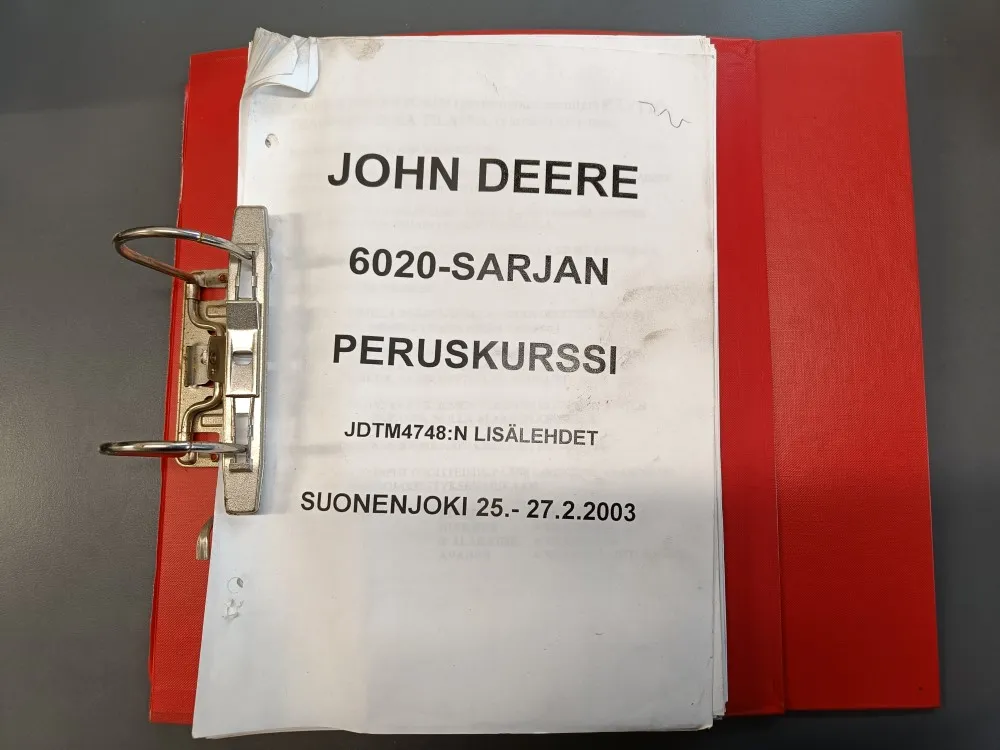 JOHN DEERE
6020-SARJAN
PERUSKURSSI
JDTM4748:N LISÄLEHDET
SUONENJOKI 25.- 27.2.2003